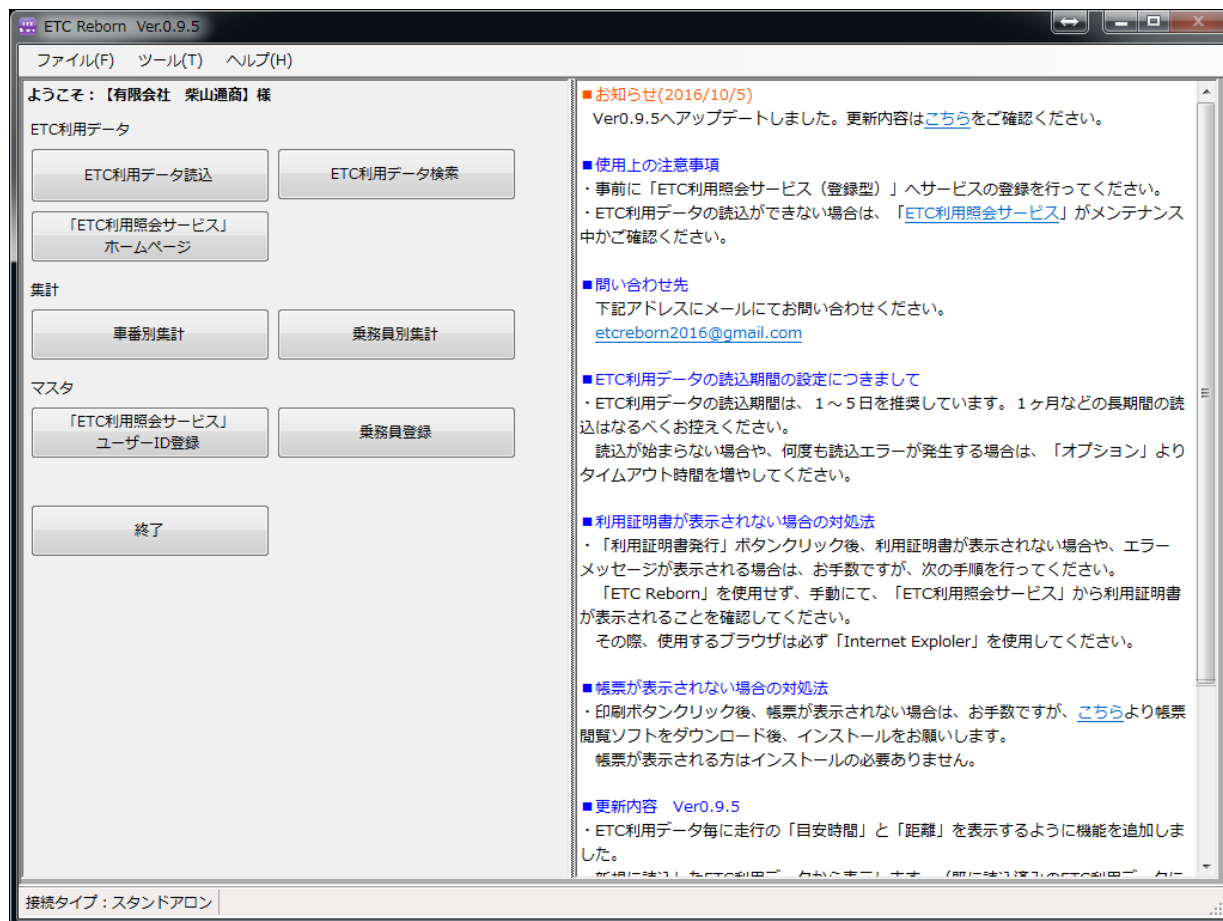 ETC Reborn Ver.0.9.5
ファイル(F) ツール(T) ヘルプ(H)
ようこそ：【有限会社　柴山通商】様
ETC利用データ
ETC利用データ読込
ETC利用データ検索
「ETC利用照会サービス」
ホームページ
集計
車番別集計
乗務員別集計
マスタ
「ETC利用照会サービス」
ユーザーID登録
乗務員登録
終了
■お知らせ(2016/10/5)
Ver0.9.5へアップデートしました。更新内容はこちらをご確認ください。
■使用上の注意事項
・事前に「ETC利用照会サービス（登録型）」へサービスの登録を行ってください。
・ETC利用データの読込ができない場合は、「ETC利用照会サービス」がメンテナンス
中かご確認ください。
■問い合わせ先
下記アドレスにメールにてお問い合わせください。
etcreborn2016@gmail.com
■ETC利用データの読込期間の設定につきまして
・ETC利用データの読込期間は、１～５日を推奨しています。１ヶ月などの長期間の読
込はなるべくお控えください。
読込が始まらない場合や、何度も読込エラーが発生する場合は、「オプション」より
タイムアウト時間を増やしてください。
■利用証明書が表示されない場合の対処法
・「利用証明書発行」ボタンクリック後、利用証明書が表示されない場合や、エラー
メッセージが表示される場合は、お手数ですが、次の手順を行ってください。
「ETC Reborn」を使用せず、手動にて、「ETC利用照会サービス」から利用証明書
が表示されることを確認してください。
その際、使用するブラウザは必ず「Internet Exploler」を使用してください。
■帳票が表示されない場合の対処法
・印刷ボタンクリック後、帳票が表示されない場合は、お手数ですが、こちらより帳票
閲覧ソフトをダウンロード後、インストールをお願いします。
帳票が表示される方はインストールの必要ありません。
■更新内容　Ver0.9.5
・ETC利用データ毎に走行の「目安時間」と「距離」を表示するように機能を追加しま
した。
接続タイプ：スタンドアロン